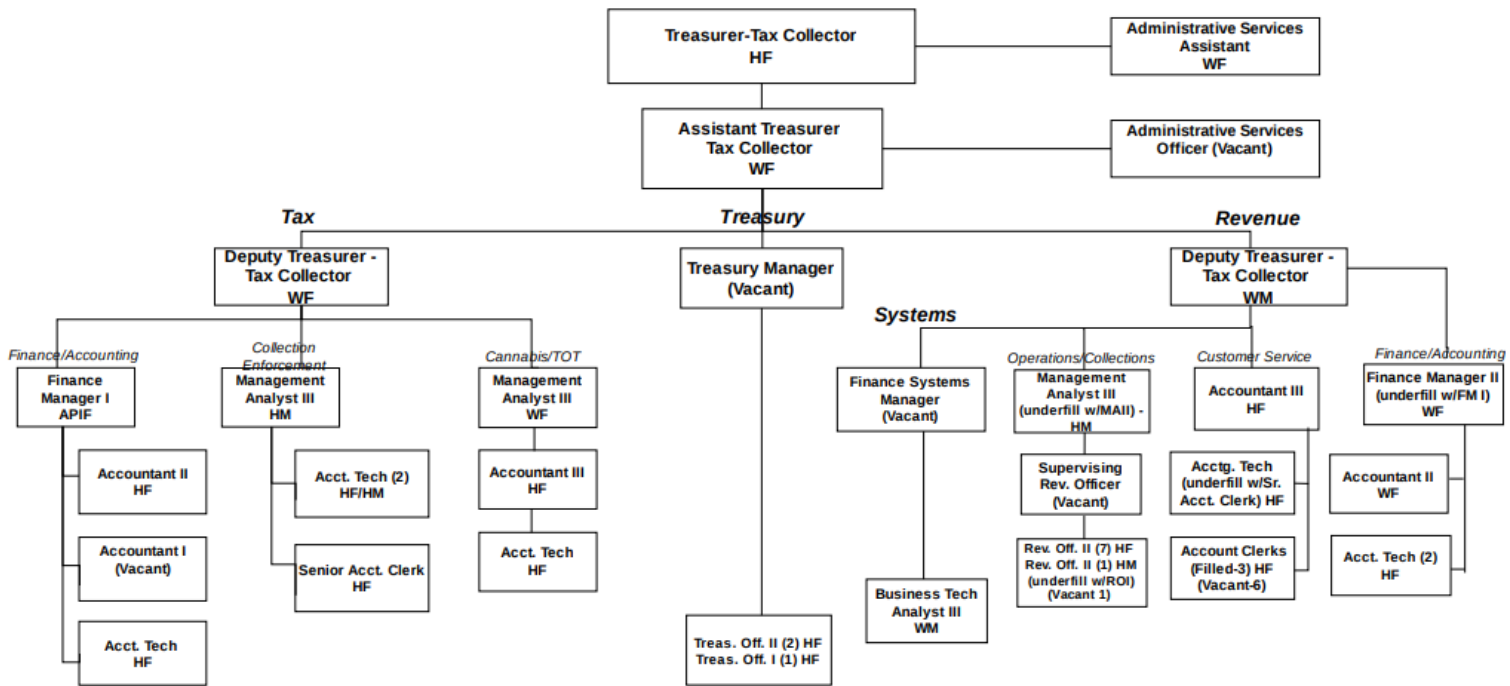 Treasurer-Tax Collector
HF
Administrative Services
Assistant
WF
Assistant Treasurer
Tax Collector
WF
Administrative Services
Officer (Vacant)
Tax
Treasury
Revenue
Deputy Treasurer -
Tax Collector
WF
Treasury Manager
(Vacant)
Deputy Treasurer -
Tax Collector
WM
Systems
Finance/Accounting
Collection
Enforcement
Cannabis/TOT
Operations/Collections
Customer Service
Finance/Accounting
Finance
Manager I
APIF
Management
Analyst III
HM
Management
Analyst III
WF
Finance Systems
Manager
(Vacant)
Management
Analyst III
(underfill w/MAII) -
HM
Accountant III
HF
Finance Manager II
(underfill w/FM I)
WF
Accountant II
HF
Acct. Tech (2)
HF/HM
Accountant III
HF
Supervising
Rev. Officer
(Vacant)
Acctg. Tech
(underfill w/Sr.
Acct. Clerk) HF
Accountant II
WF
Accountant I
(Vacant)
Senior Acct. Clerk
HF
Acct. Tech
HF
Rev. Off. II (7) HF
Rev. Off. II (1) HM
(underfill w/ROI)
(Vacant 1)
Account Clerks
(Filled-3) HF
(Vacant-6)
Acct. Tech (2)
HF
Business Tech
Analyst III
WM
Acct. Tech
HF
Treas. Off. II (2) HF
Treas. Off. I (1) HF